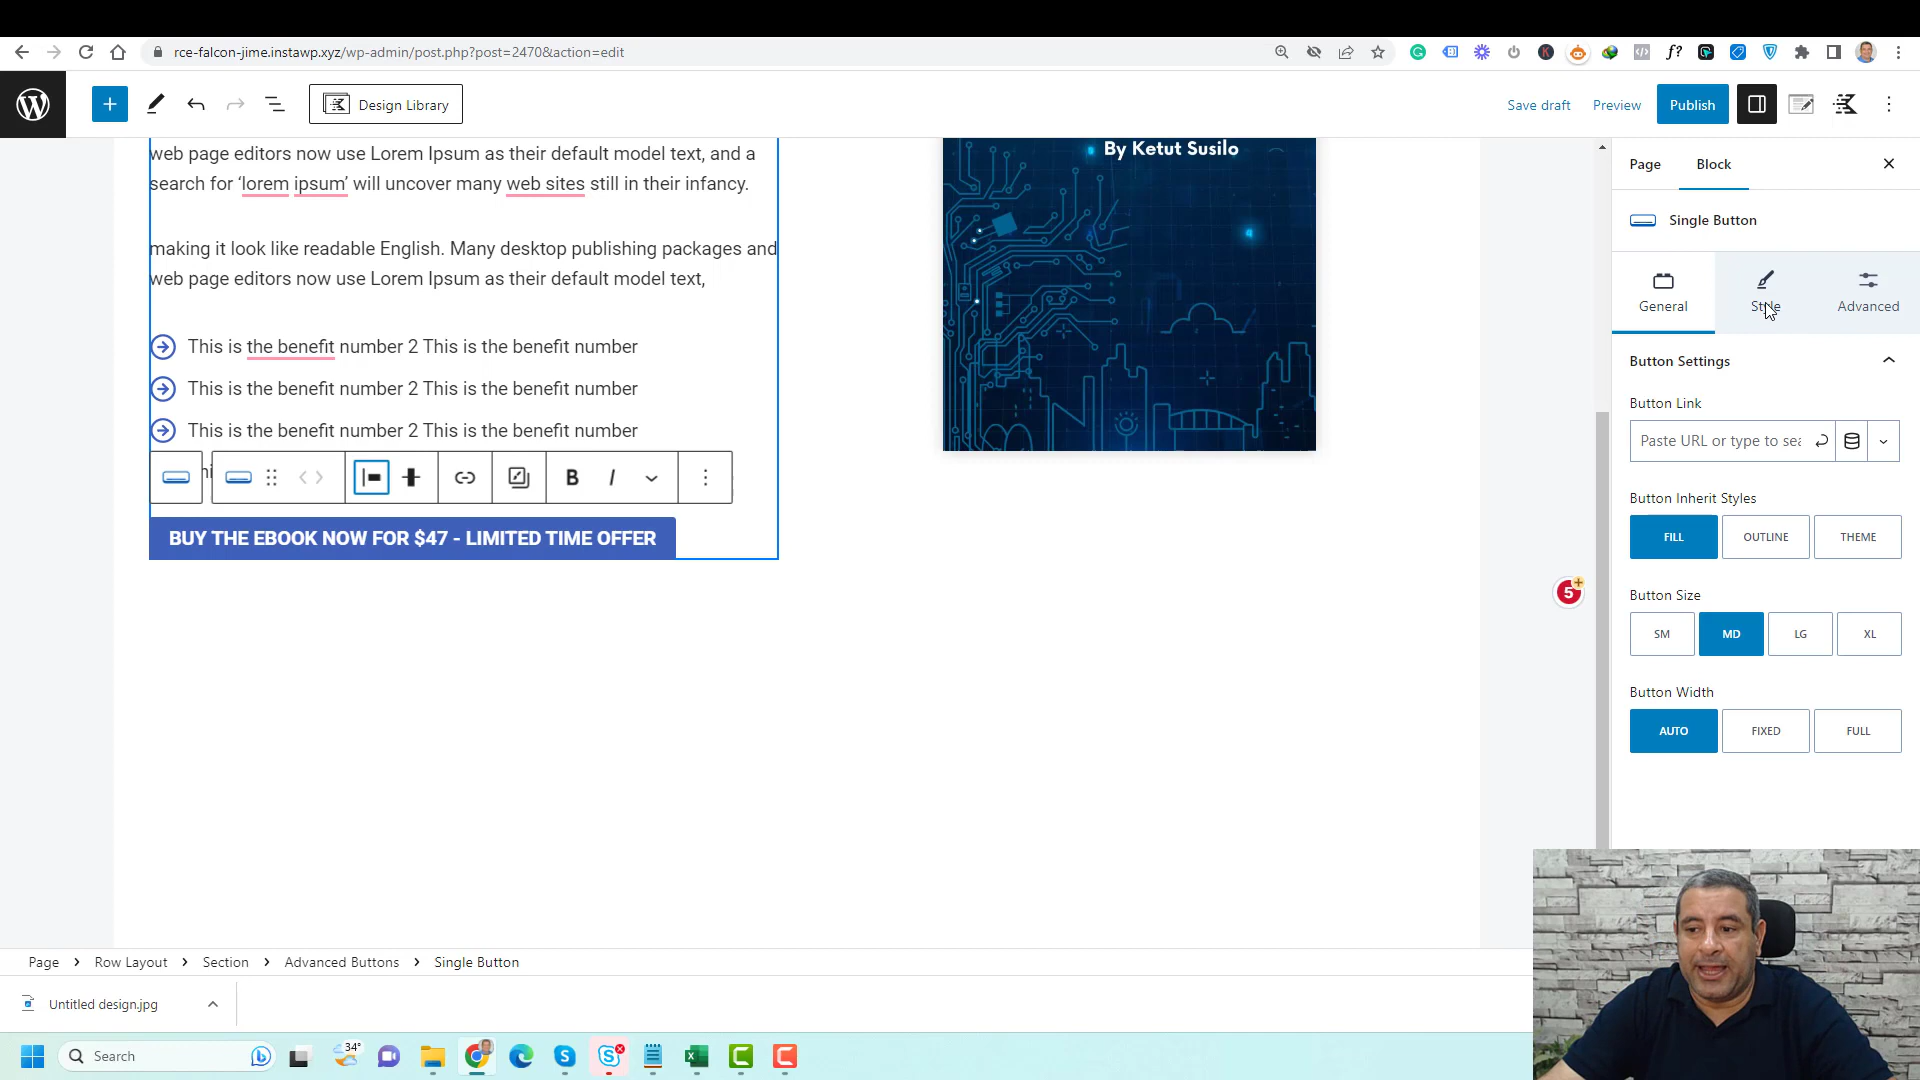 rce-falcon-jime.instawp.xyz/wp-admin/post.php?post=2470&action=edit
Design Library
Save draft
Preview
Publish
web page editors now use Lorem Ipsum as their default model text, and a
search for ‘lorem ipsum’ will uncover many web sites still in their infancy.
making it look like readable English. Many desktop publishing packages and
web page editors now use Lorem Ipsum as their default model text,
This is the benefit number 2 This is the benefit number
This is the benefit number 2 This is the benefit number
This is the benefit number 2 This is the benefit number
B I
BUY THE EBOOK NOW FOR $47 - LIMITED TIME OFFER
By Ketut Susilo
5
Page
Block
Single Button
General
Style
Advanced
Button Settings
Button Link
Paste URL or type to sea
Button Inherit Styles
FILL
OUTLINE
THEME
Button Size
SM
MD
LG
XL
Button Width
AUTO
FIXED
FULL
Page
Row Layout
Section
Advanced Buttons
Single Button
Untitled design.jpg
Search
34°